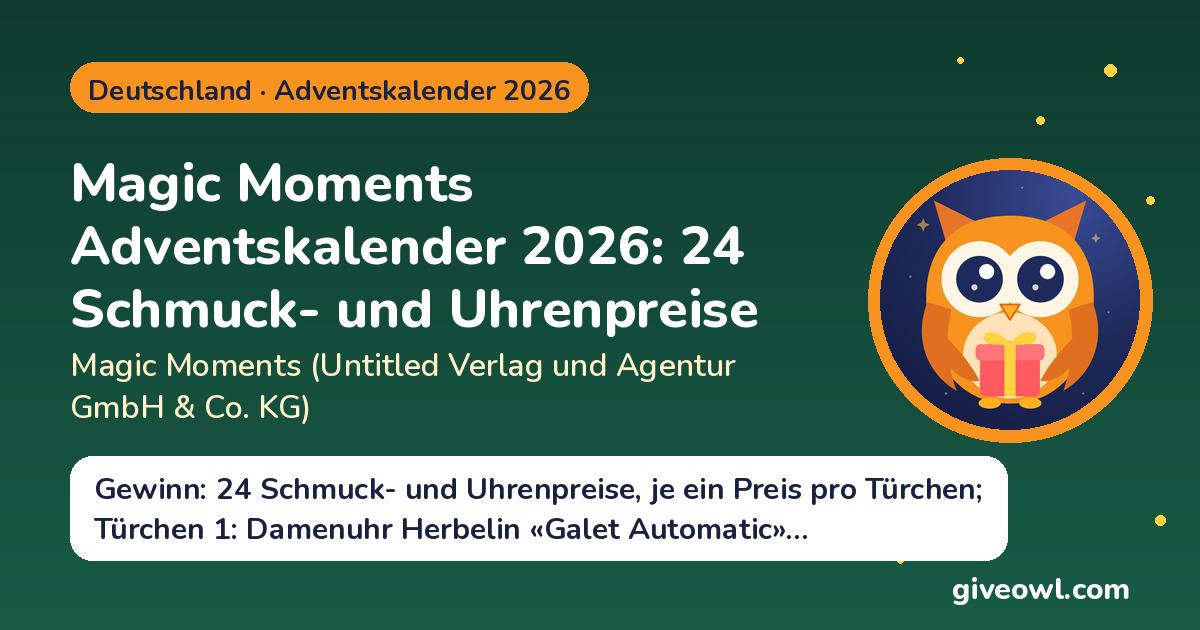 Deutschland · Adventskalender 2026
Magic Moments
Adventskalender 2026: 24
Schmuck- und Uhrenpreise
Magic Moments (Untitled Verlag und Agentur
GmbH & Co. KG)
Gewinn: 24 Schmuck- und Uhrenpreise, je ein Preis pro Türchen;
Türchen 1: Damenuhr Herbelin «Galet Automatic»...
giveowl.com